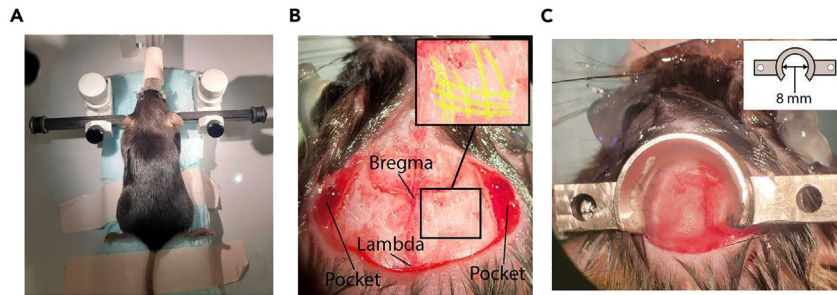 A
B
C
Bregma
Lambda
Pocket
Pocket
8 mm